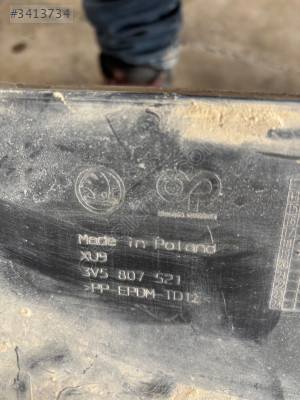 #3413734
Made in Poland
XU9
3V5 807 521
>PP-EPDM-TD12